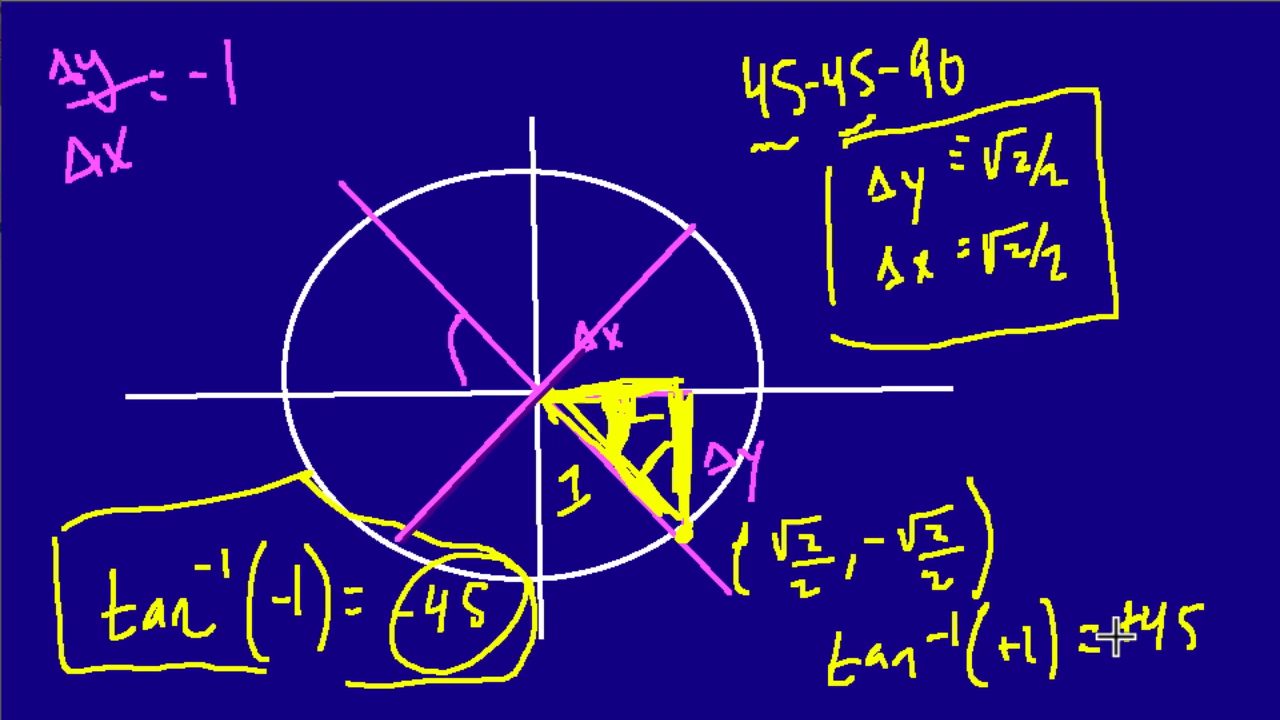 Δy = -1
Δx
45-45-90
Δy = √2/2
Δx = √2/2
Δx
Δy
1
(√2/2, -√2/2)
tan⁻¹(-1) = -45
tan⁻¹(+1) = +45